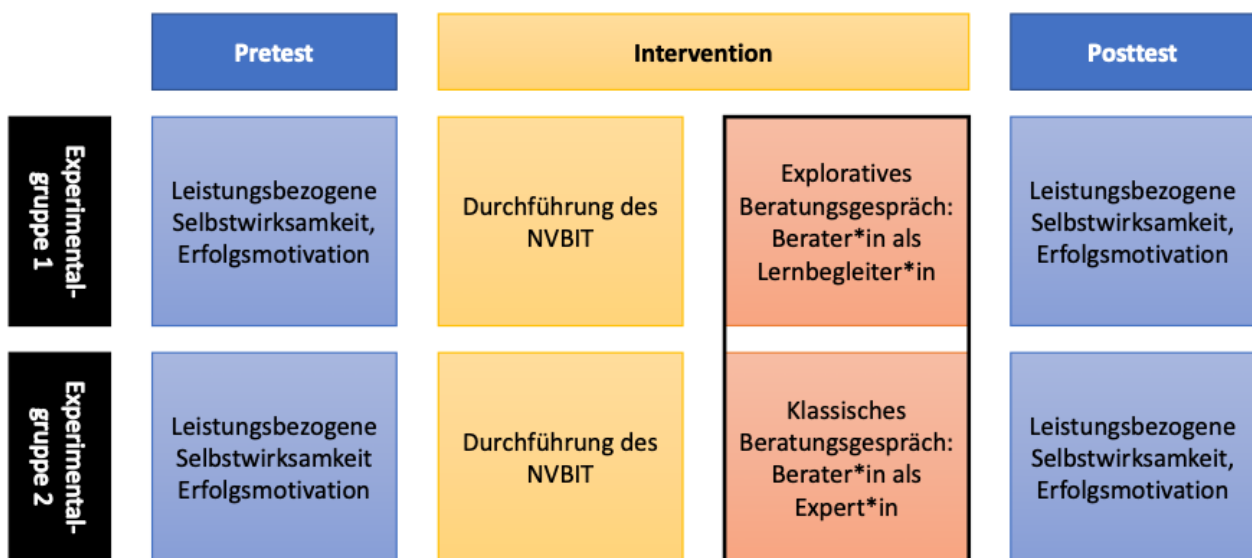 Pretest
Intervention
Posttest
Experimental-
gruppe 1
Leistungsbezogene
Selbstwirksamkeit,
Erfolgsmotivation
Durchführung des
NVBIT
Exploratives
Beratungsgespräch:
Berater*in als
Lernbegleiter*in
Leistungsbezogene
Selbstwirksamkeit,
Erfolgsmotivation
Experimental-
gruppe 2
Leistungsbezogene
Selbstwirksamkeit
Erfolgsmotivation
Durchführung des
NVBIT
Klassisches
Beratungsgespräch:
Berater*in als
Expert*in
Leistungsbezogene
Selbstwirksamkeit,
Erfolgsmotivation